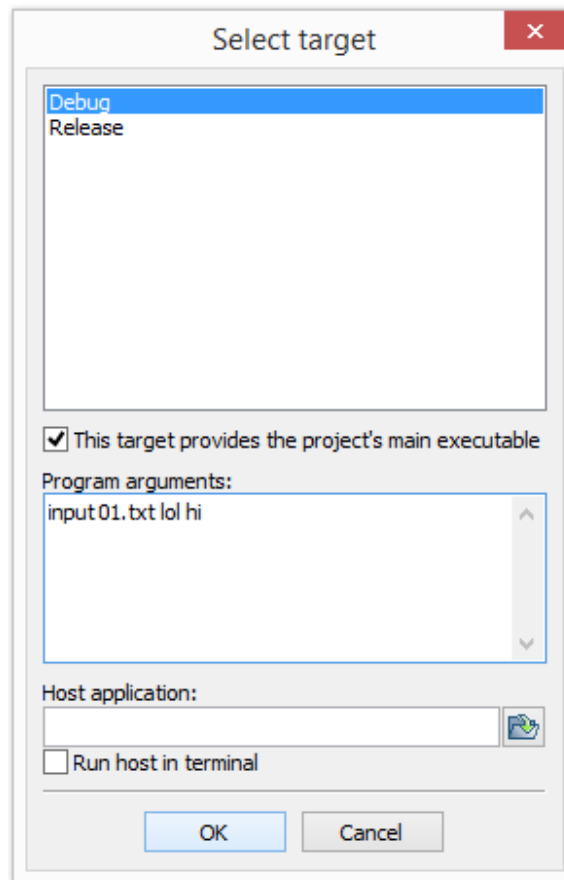 Select target
Debug
Release
This target provides the project's main executable
Program arguments:
input01.txt lol hi
Host application:
Run host in terminal
OK
Cancel